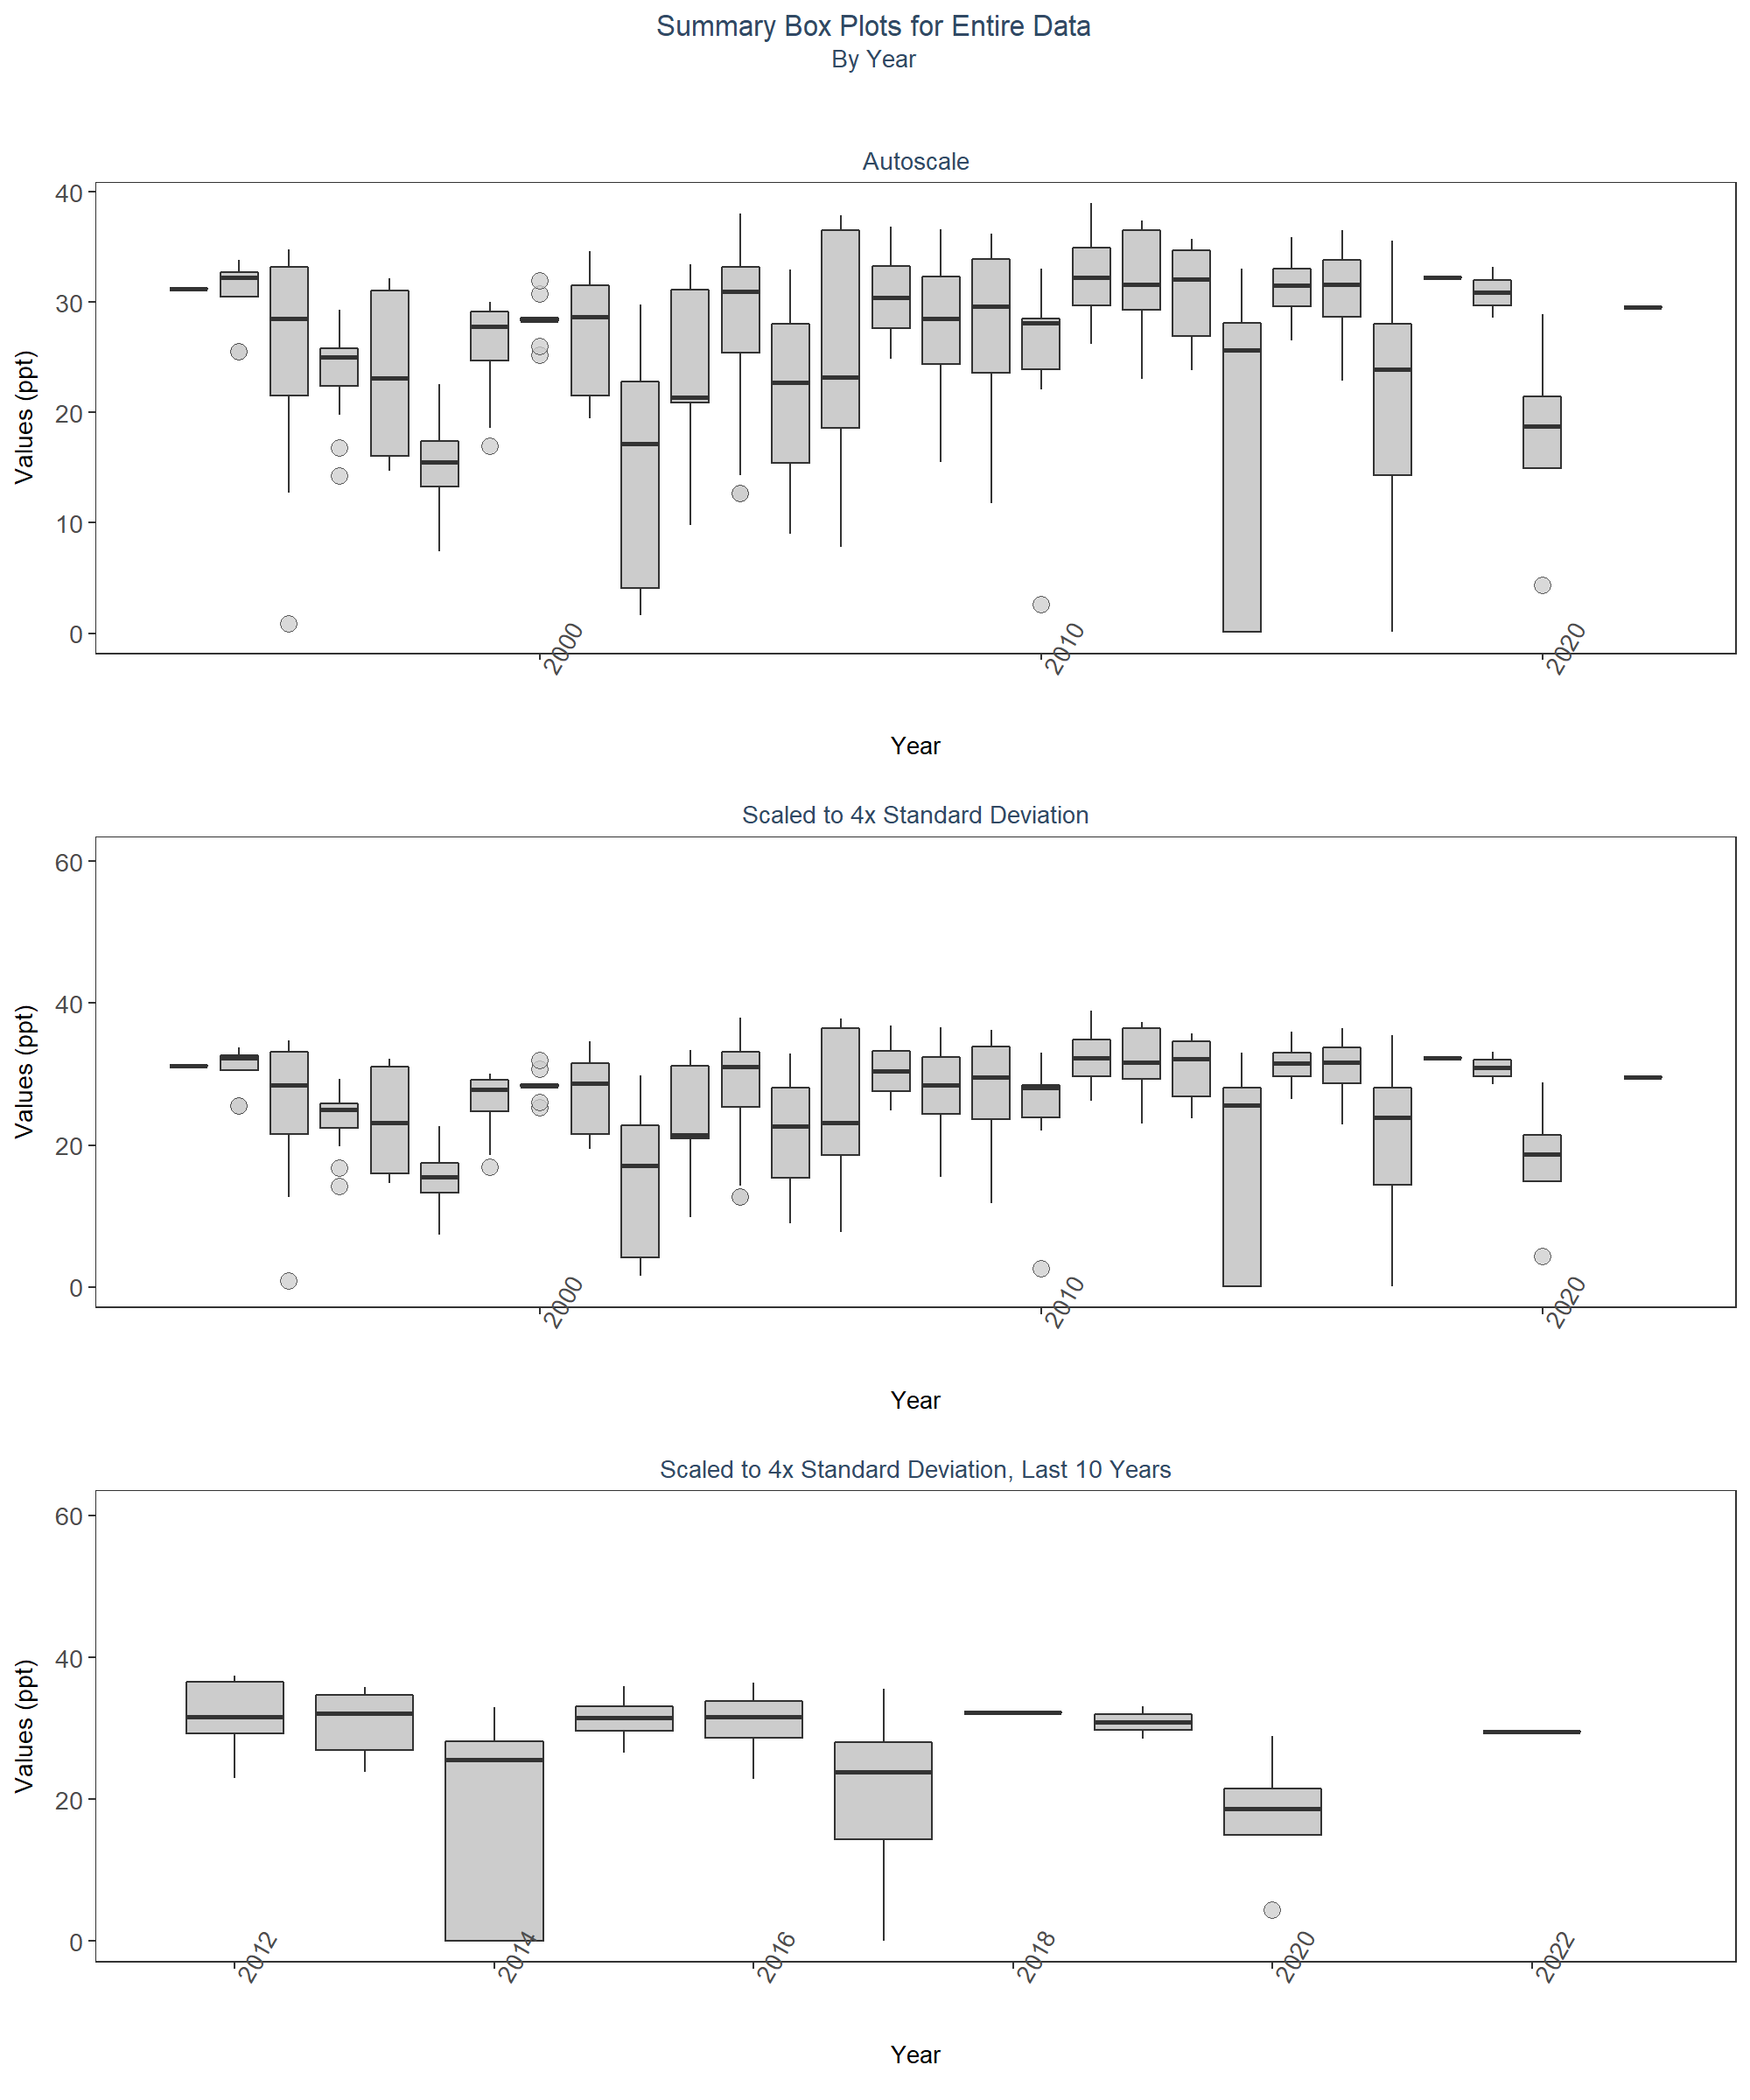 Summary Box Plots for Entire Data
By Year
Autoscale
Values (ppt)
40
30
20
10
0
2000 2010 2020
Year
Scaled to 4x Standard Deviation
Values (ppt)
60
40
20
0
2000 2010 2020
Year
Scaled to 4x Standard Deviation, Last 10 Years
Values (ppt)
60
40
20
0
2012 2014 2016 2018 2020 2022
Year